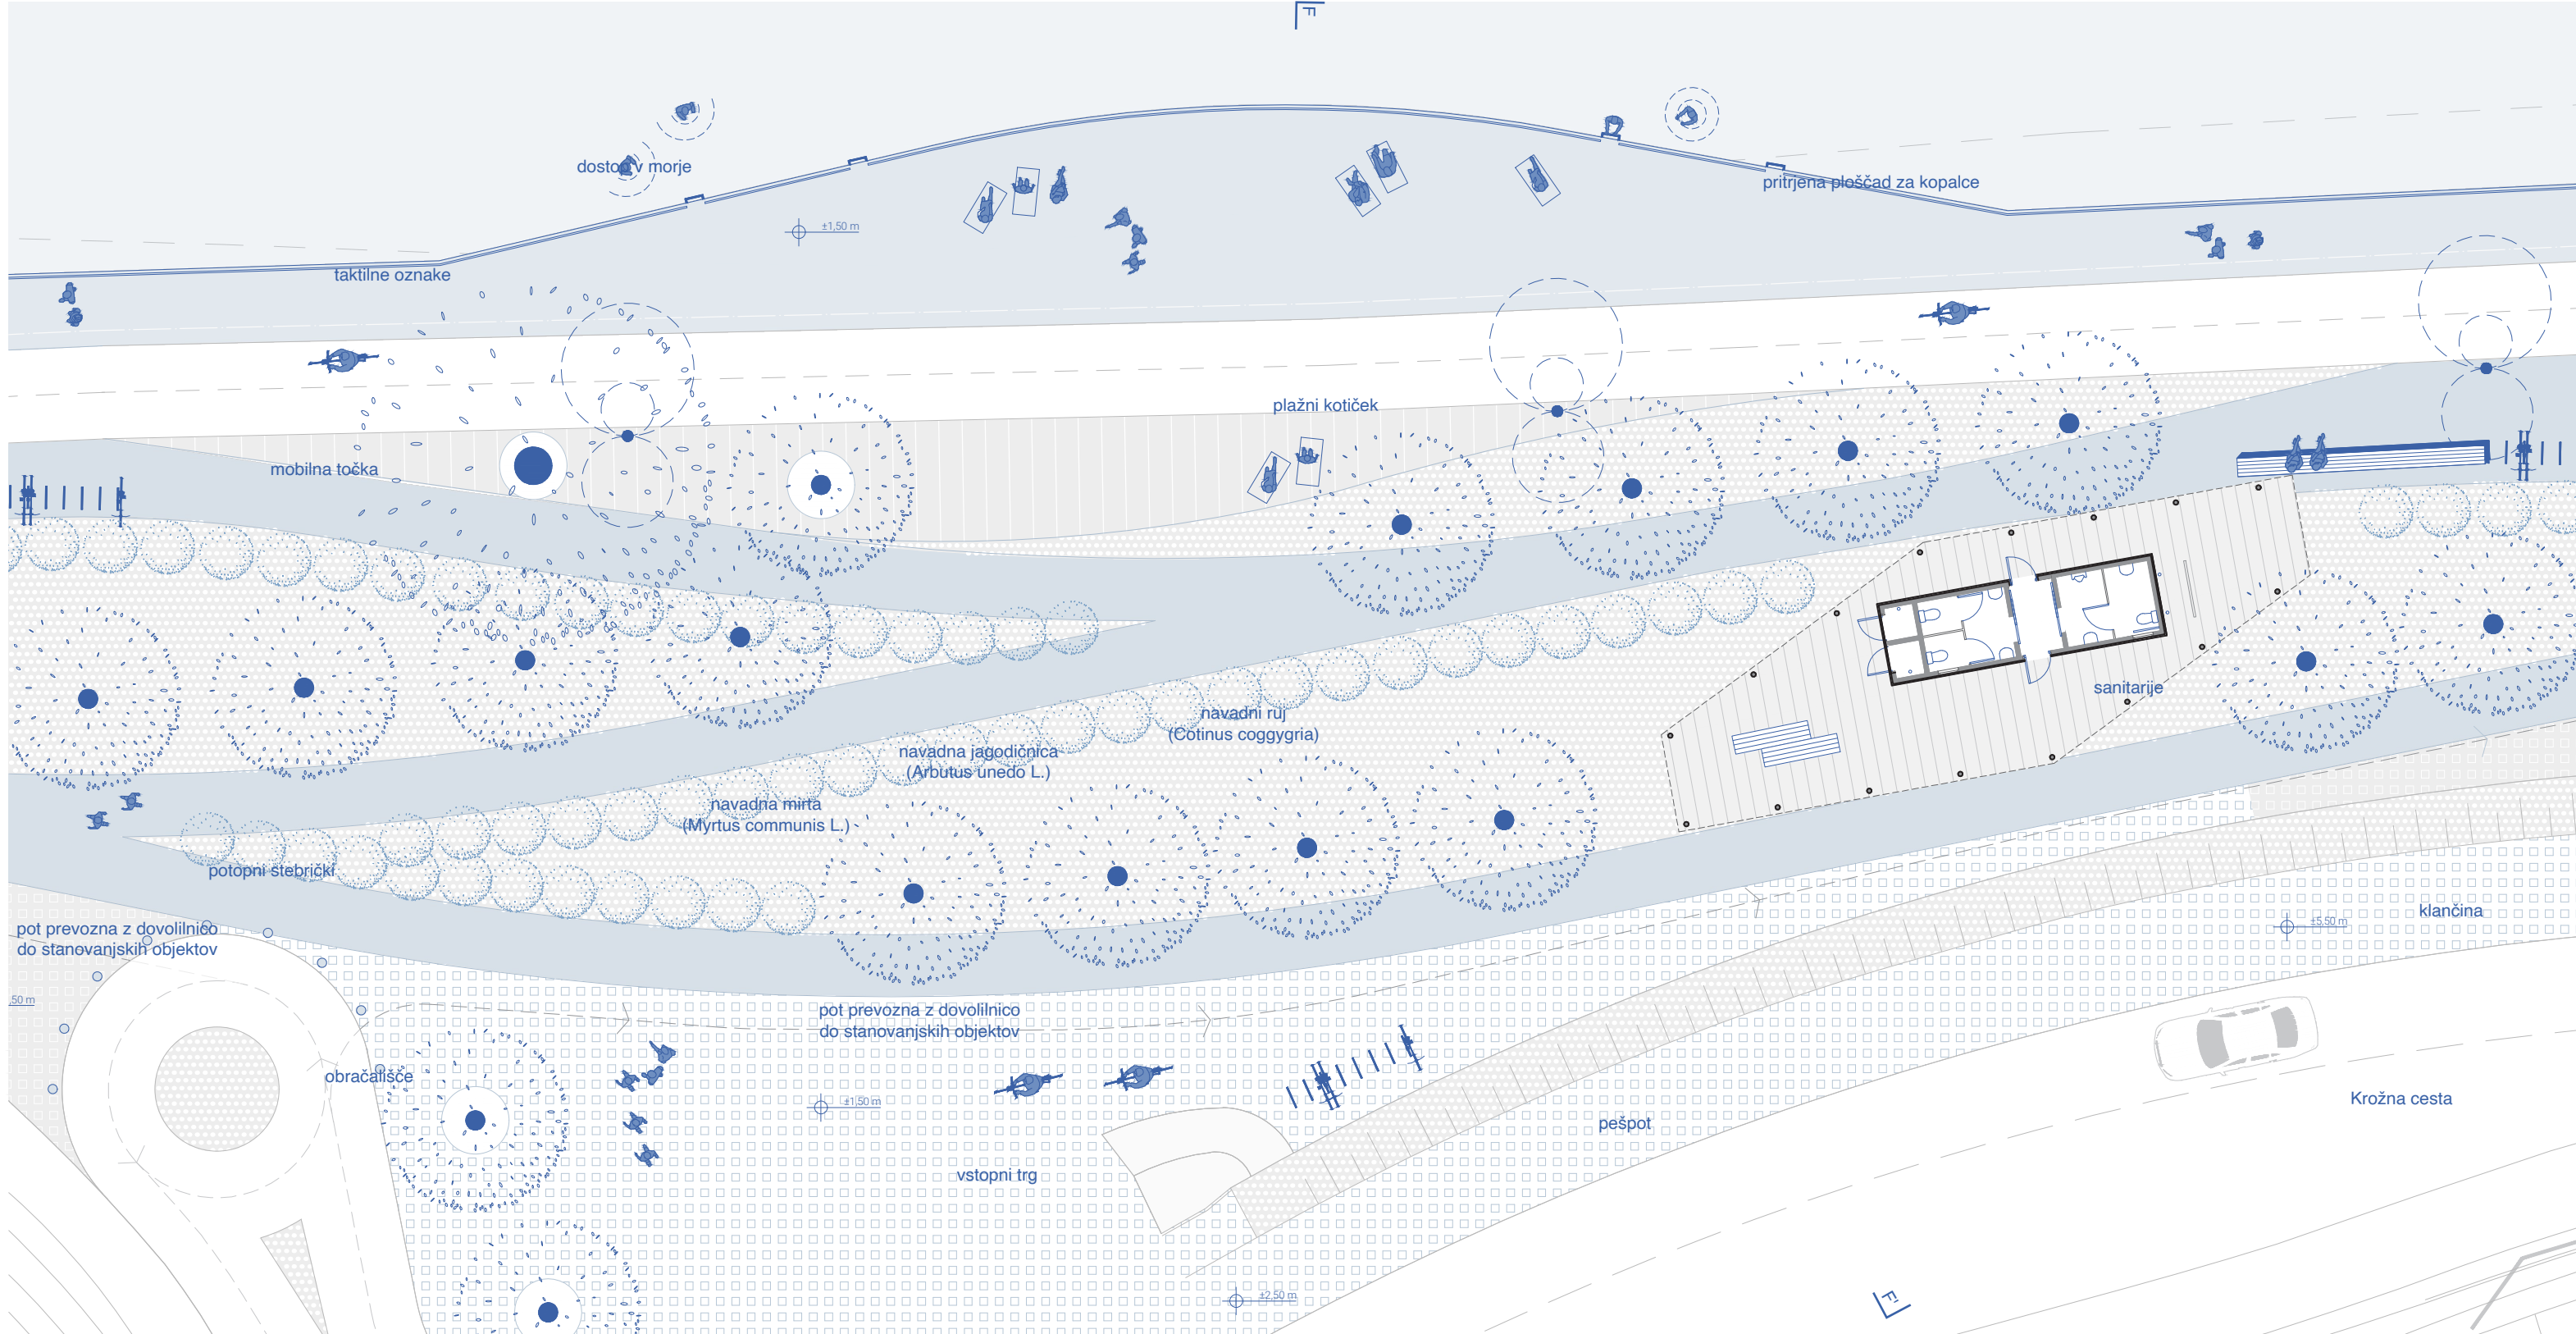 F
dostop v morje
pritrjena ploščad za kopalce
±1,50 m
taktilne oznake
plažni kotiček
mobilna točka
sanitarije
navadni ruj
(Cotinus coggygria)
navadna jagodičnica
(Arbutus unedo L.)
navadna mirta
(Myrtus communis L.)
potopni stebrički
klančina
±5,50 m
pot prevozna z dovolilnico
do stanovanjskih objektov
,50 m
pot prevozna z dovolilnico
do stanovanjskih objektov
obračališče
±1,50 m
Krožna cesta
pešpot
vstopni trg
±2,50 m
F'